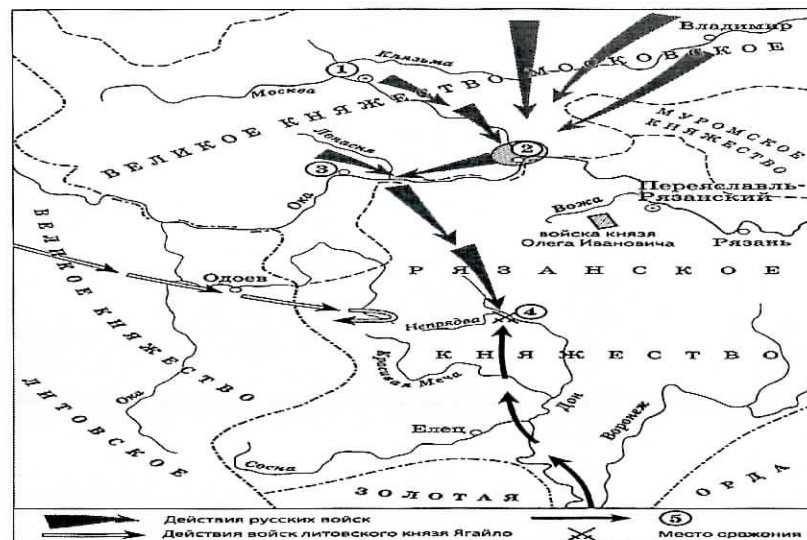 Владимир
Клязьма
ВЕЛИКОЕ КНЯЖЕСТВО МОСКОВСКОЕ
1
Москва
МУРОМСКОЕ
КНЯЖЕСТВО
Лопасня
2
3
Ока
Переяславль-
Рязанский
Вожа
войска князя
Олега Ивановича
Рязань
ВЕЛИКОЕ КНЯЖЕСТВО
ЛИТОВСКОЕ
Одоев
РЯЗАНСКОЕ
КНЯЖЕСТВО
Непрядва
4
Красивая Меча
Ока
Дон
Воронеж
Елец
Сосна
ЗОЛОТАЯ ОРДА
Действия русских войск
5
Действия войск литовского князя Ягайло
Место сражения